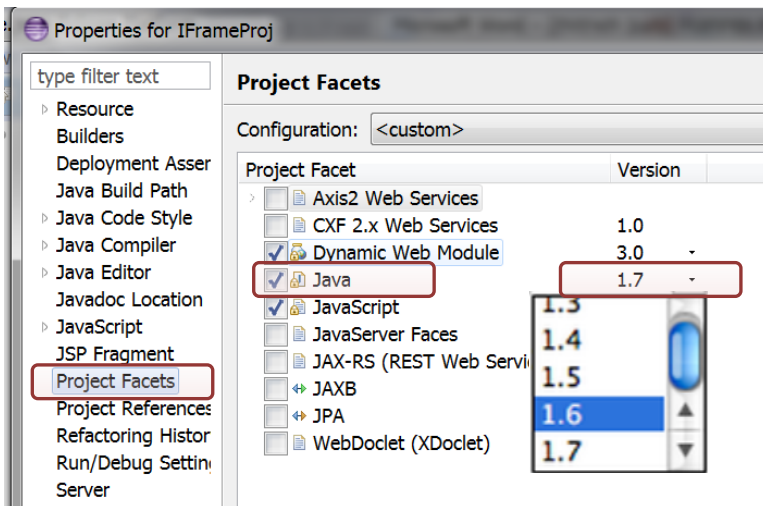 Properties for IFrameProj
type filter text
Resource
Builders
Deployment Asser
Java Build Path
Java Code Style
Java Compiler
Java Editor
Javadoc Location
JavaScript
JSP Fragment
Project Facets
Project References
Refactoring Histor
Run/Debug Settin
Server
Project Facets
Configuration: <custom>
Project Facet Version
Axis2 Web Services
CXF 2.x Web Services 1.0
Dynamic Web Module 3.0
Java 1.7
JavaScript
JavaServer Faces
JAX-RS (REST Web Servi
JAXB
JPA
WebDoclet (XDoclet)
1.3
1.4
1.5
1.6
1.7